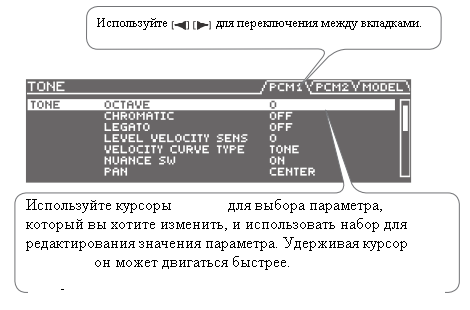 Используйте [◀] [▶] для переключения между вкладками.
TONE PCM1 PCM2 MODEL
TONE OCTAVE 0
CHROMATIC OFF
LEGATO OFF
LEVEL VELOCITY SENS 0
VELOCITY CURVE TYPE TONE
NUANCE SW ON
PAN CENTER
Используйте курсоры для выбора параметра,
который вы хотите изменить, и использовать набор для
редактирования значения параметра. Удерживая курсор
он может двигаться быстрее.